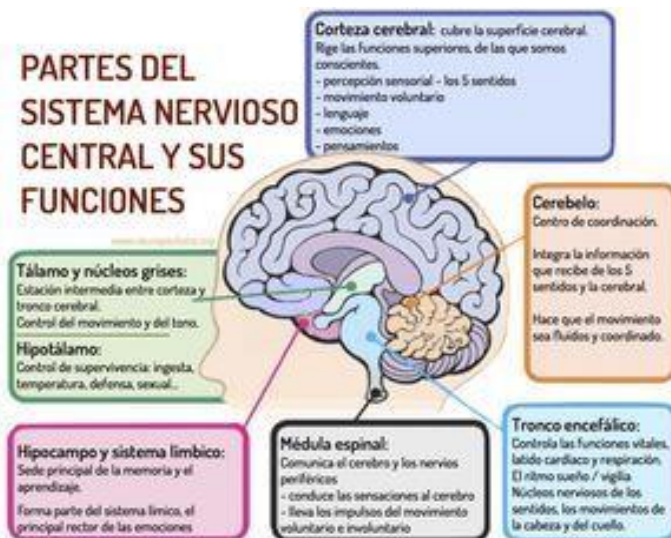 PARTES DEL
SISTEMA NERVIOSO
CENTRAL Y SUS
FUNCIONES
Corteza cerebral: cubre la superficie cerebral.
Rige las funciones superiores, de las que somos
conscientes.
- percepción sensorial - los 5 sentidos
- movimiento voluntario
- lenguaje
- emociones
- pensamientos
Cerebelo:
Centro de coordinación.
Integra la información
que recibe de los 5
sentidos y la cerebral.
Hace que el movimiento
sea fluidos y coordinado.
Tálamo y núcleos grises:
Estación intermedia entre corteza y
tronco cerebral.
Control del movimiento y del tono.
Hipotálamo:
Control de supervivencia: ingesta,
temperatura, defensa, sexual...
Hipocampo y sistema límbico:
Sede principal de la memoria y el
aprendizaje.
Forma parte del sistema límico, el
principal rector de las emociones
Médula espinal:
Comunica el cerebro y los nervios
periféricos
- conduce las sensaciones al cerebro
- lleva los impulsos del movimiento
voluntario e involuntario
Tronco encefálico:
Controla las funciones vitales,
latido cardiaco y respiración.
El ritmo sueño / vigilia
Núcleos nerviosos de los
sentidos, los movimientos de
la cabeza y del cuello.